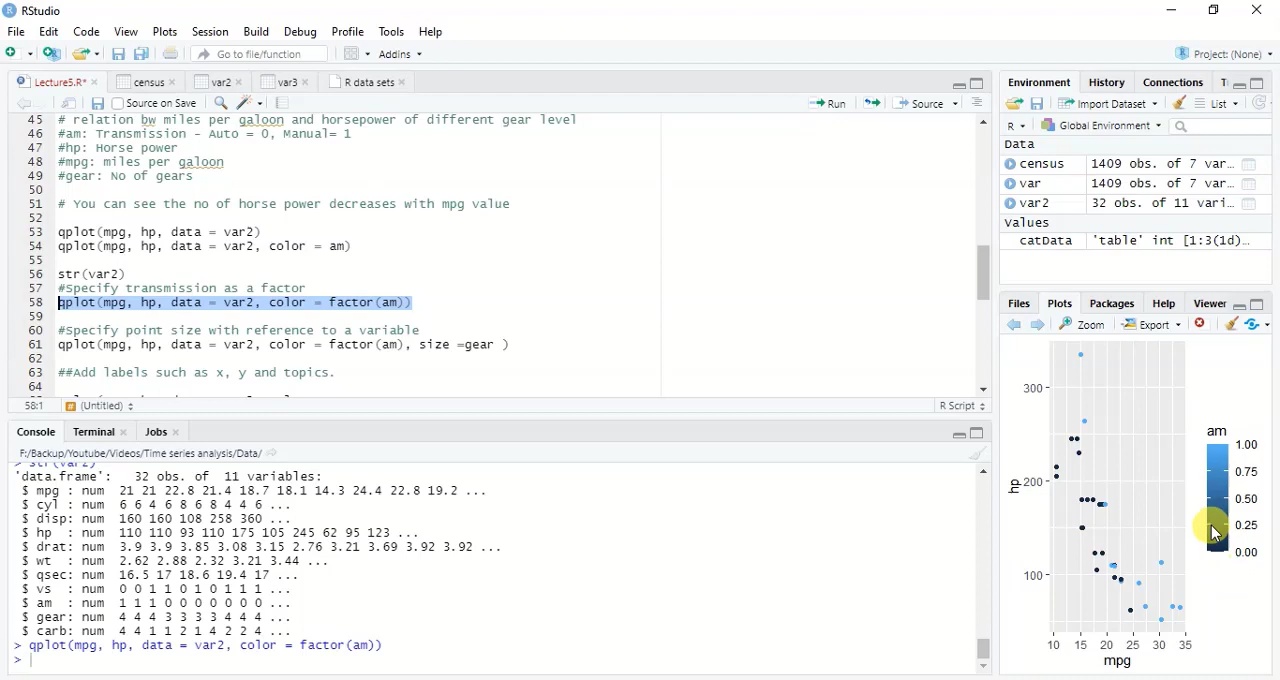 RStudio
File Edit Code View Plots Session Build Debug Profile Tools Help
Go to file/function Addins Project: (None)
Lecture5.R* census var2 var3 R data sets
Source on Save Run Source
45 # relation bw miles per galoon and horsepower of different gear level
46 #am: Transmission - Auto = 0, Manual= 1
47 #hp: Horse power
48 #mpg: miles per galoon
49 #gear: No of gears
50
51 # You can see the no of horse power decreases with mpg value
52
53 qplot(mpg, hp, data = var2)
54 qplot(mpg, hp, data = var2, color = am)
55
56 str(var2)
57 #Specify transmission as a factor
58 qplot(mpg, hp, data = var2, color = factor(am))
59
60 #Specify point size with reference to a variable
61 qplot(mpg, hp, data = var2, color = factor(am), size =gear )
62
63 ##Add labels such as x, y and topics.
64
58:1 (Untitled) R Script
Console Terminal Jobs
F:/Backup/Youtube/Videos/Time series analysis/Data/
> str(var2)
'data.frame': 32 obs. of 11 variables:
$ mpg : num 21 21 22.8 21.4 18.7 18.1 14.3 24.4 22.8 19.2 ...
$ cyl : num 6 6 4 6 8 6 8 4 4 6 ...
$ disp: num 160 160 108 258 360 ...
$ hp : num 110 110 93 110 175 105 245 62 95 123 ...
$ drat: num 3.9 3.9 3.85 3.08 3.15 2.76 3.21 3.69 3.92 3.92 ...
$ wt : num 2.62 2.88 2.32 3.21 3.44 ...
$ qsec: num 16.5 17 18.6 19.4 17 ...
$ vs : num 0 0 1 1 0 1 0 1 1 1 ...
$ am : num 1 1 1 0 0 0 0 0 0 0 ...
$ gear: num 4 4 4 3 3 3 3 4 4 4 ...
$ carb: num 4 4 1 1 2 1 4 2 2 4 ...
> qplot(mpg, hp, data = var2, color = factor(am))
>
Environment History Connections
Import Dataset List
R Global Environment
Data
census 1409 obs. of 7 var...
var 1409 obs. of 7 var...
var2 32 obs. of 11 vari...
Values
catData 'table' int [1:3(1d)...
Files Plots Packages Help Viewer
Zoom Export
300
200
100
hp
10 15 20 25 30 35
mpg
am
1.00
0.75
0.50
0.25
0.00